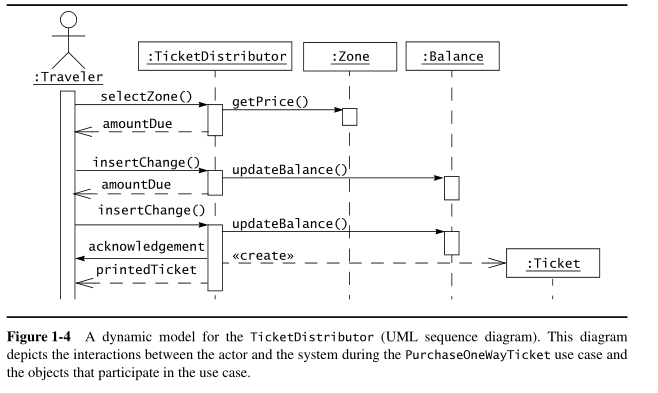 :TicketDistributor
:Zone
:Balance
:Traveler
selectZone()
getPrice()
amountDue
insertChange()
updateBalance()
amountDue
insertChange()
updateBalance()
acknowledgement
«create»
:Ticket
printedTicket
Figure 1-4 A dynamic model for the TicketDistributor (UML sequence diagram). This diagram
depicts the interactions between the actor and the system during the PurchaseOneWayTicket use case and
the objects that participate in the use case.